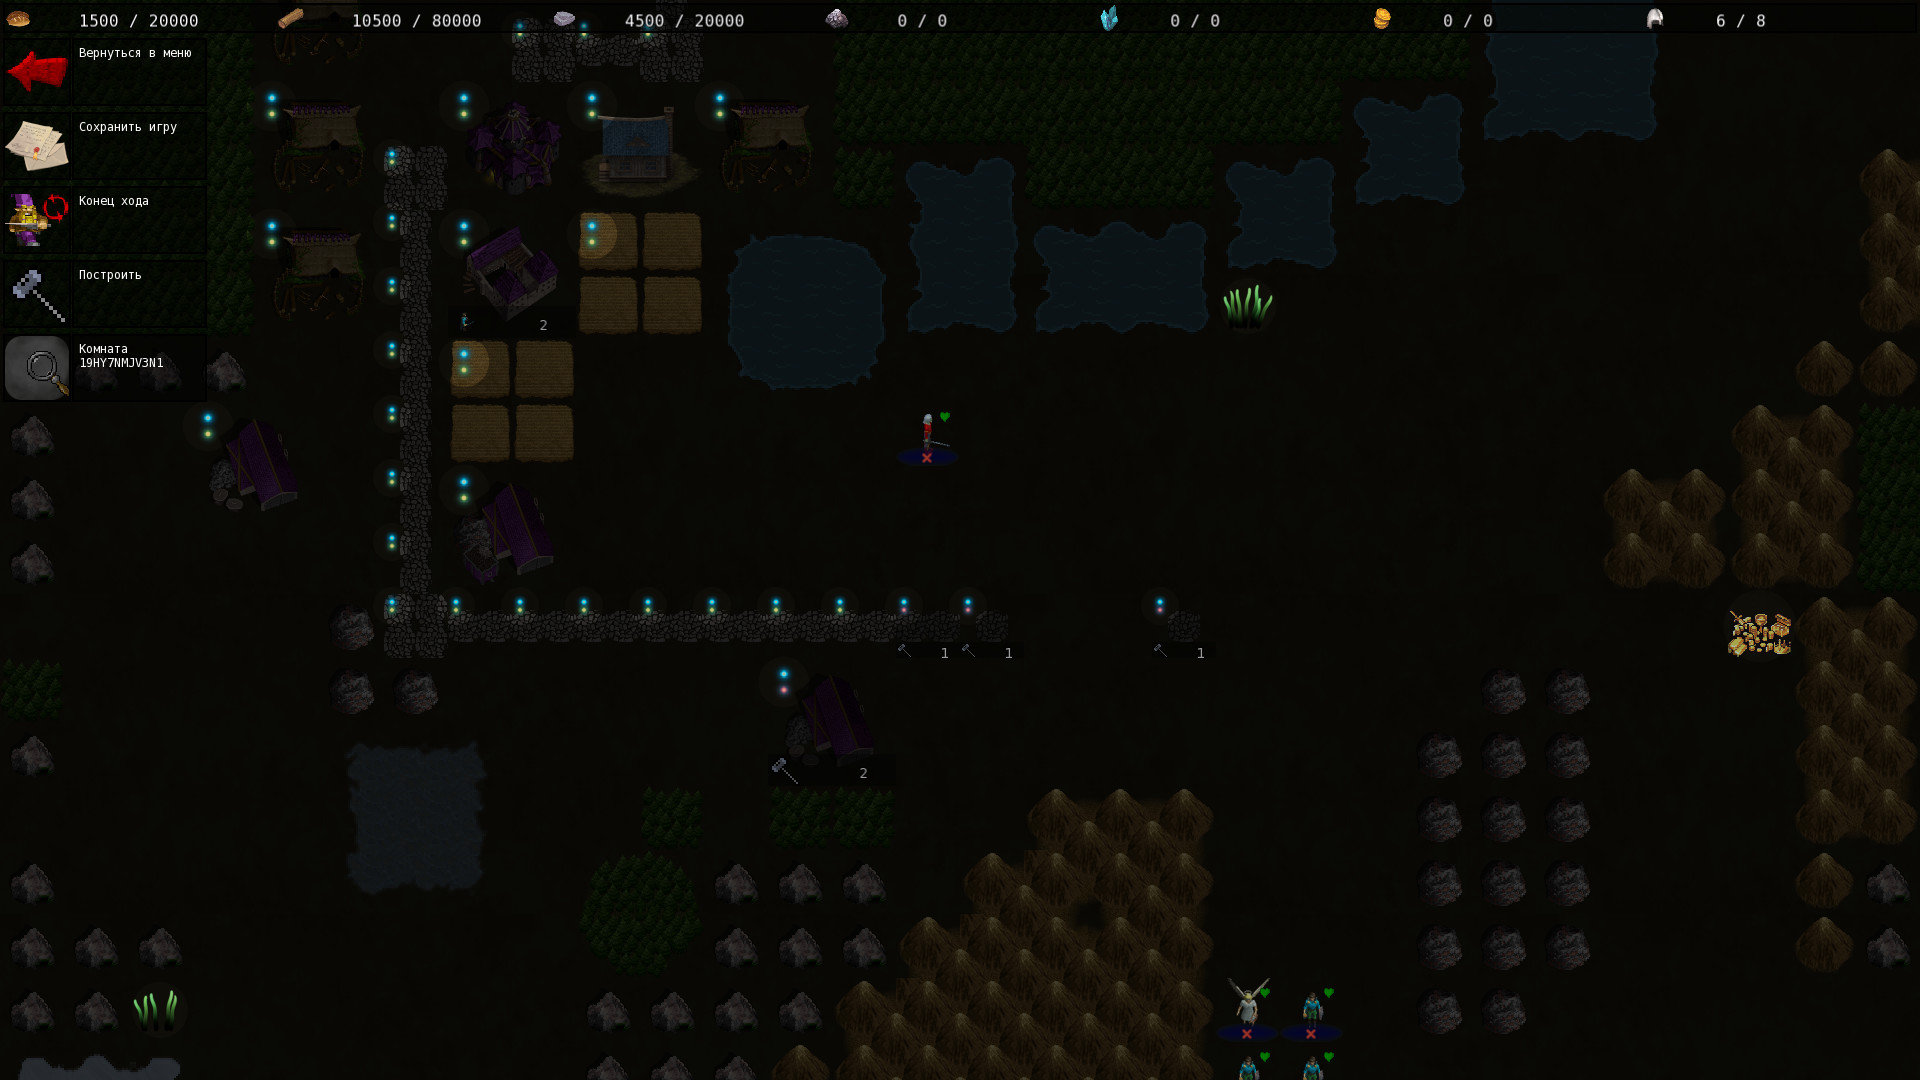 1500 / 20000 10500 / 80000 4500 / 20000 0 / 0 0 / 0 0 / 0 6 / 8
Вернуться в меню
Сохранить игру
Конец хода
Построить
2
Комната
19HY7NMJV3N1
1 1 1
2